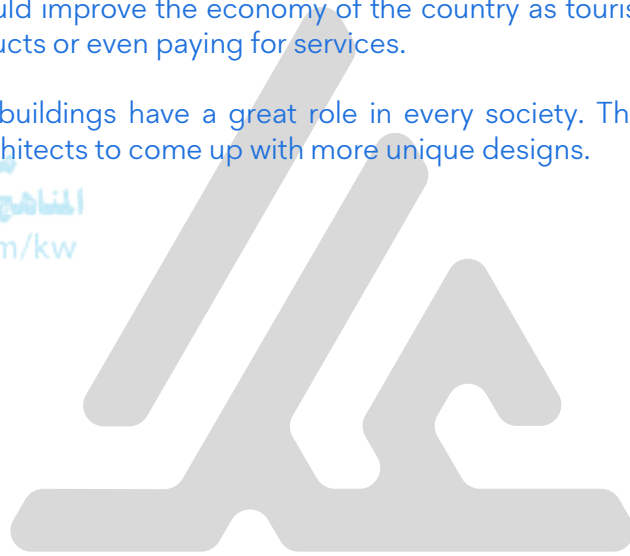 uld improve the economy of the country as touris
ucts or even paying for services.
buildings have a great role in every society. Th
hitects to come up with more unique designs.
المناهج
m/kw